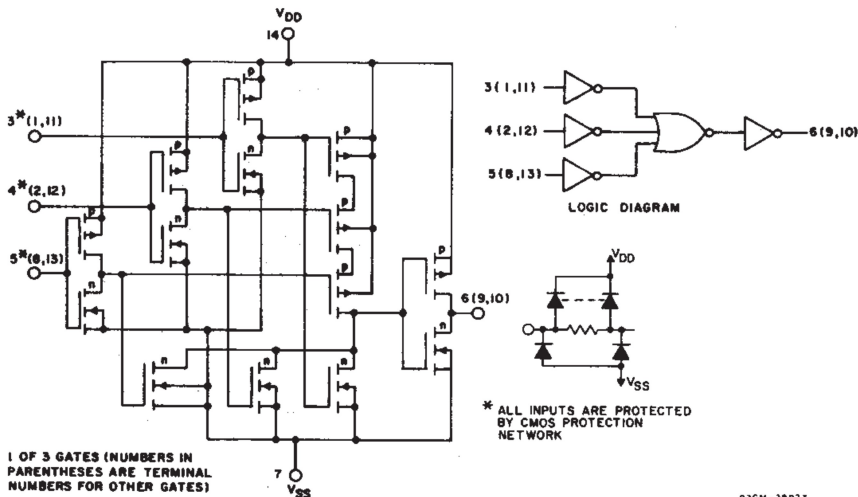 VDD
14
p
3*(1,11)
n
p
4*(2,12)
n
p
5*(8,13)
n
p
p
p
p
n
6(9,10)
n
n
n
7
VSS
1 OF 3 GATES (NUMBERS IN
PARENTHESES ARE TERMINAL
NUMBERS FOR OTHER GATES)
3(1,11)
4(2,12)
5(8,13)
6(9,10)
LOGIC DIAGRAM
VDD
VSS
* ALL INPUTS ARE PROTECTED
BY CMOS PROTECTION
NETWORK